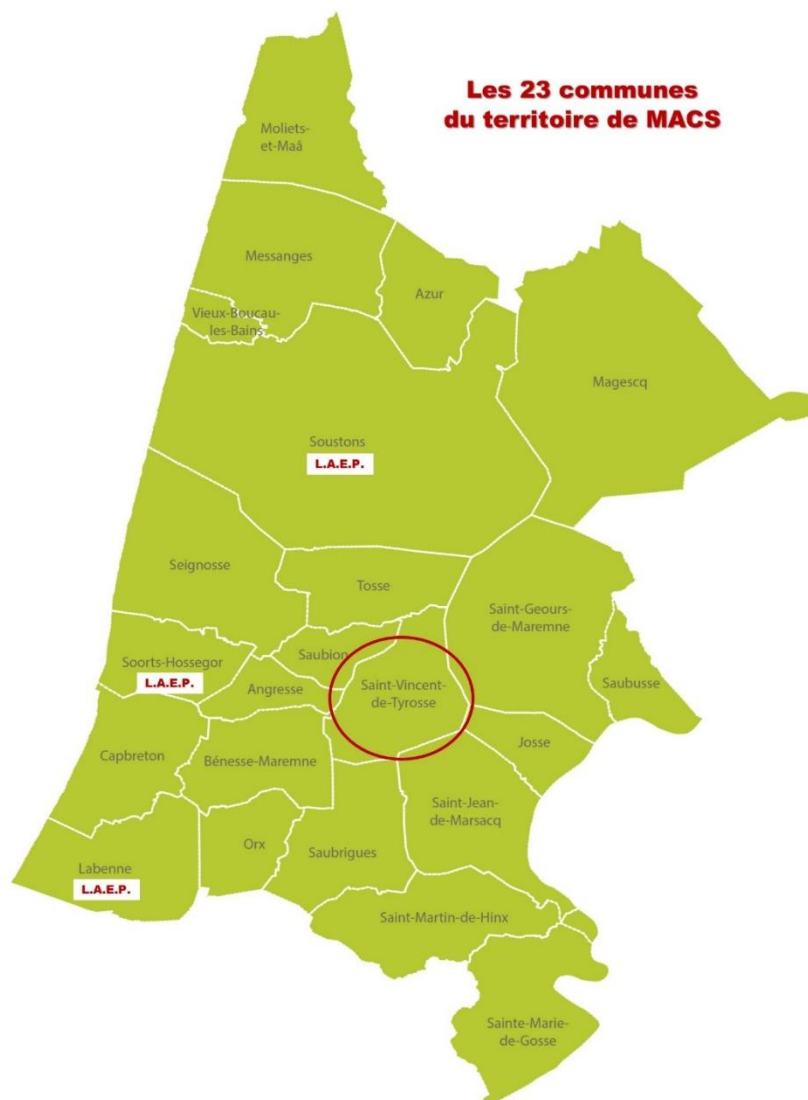 Les 23 communes
du territoire de MACS
Moliets-
et-Maâ
Messanges
Azur
Vieux-Boucau-
les-Bains
Magescq
Soustons
L.A.E.P.
Seignosse
Tosse
Saint-Geours-
de-Maremne
Saubion
Soorts-Hossegor
L.A.E.P.
Angresse
Saint-Vincent-
de-Tyrosse
Saubusse
Capbreton
Bénesse-Maremne
Josse
Saint-Jean-
de-Marsacq
Orx
Saubrigues
Labenne
L.A.E.P.
Saint-Martin-de-Hinx
Sainte-Marie-
de-Gosse